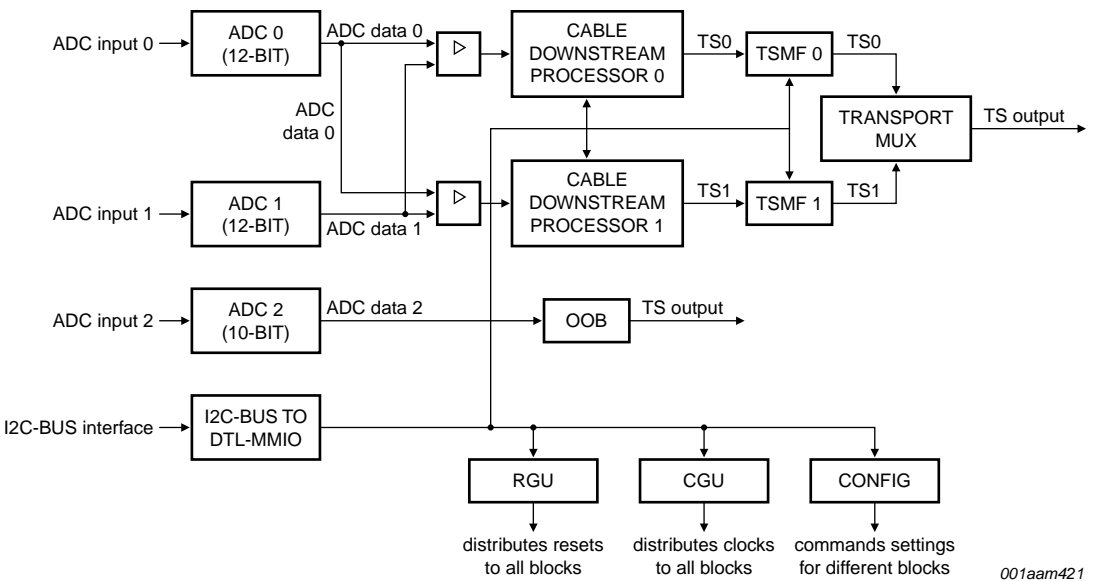 ADC input 0
ADC 0
(12-BIT)
ADC data 0
ADC
data 0
CABLE
DOWNSTREAM
PROCESSOR 0
TS0
TSMF 0
TS0
TRANSPORT
MUX
TS output
ADC input 1
ADC 1
(12-BIT)
ADC data 1
CABLE
DOWNSTREAM
PROCESSOR 1
TS1
TSMF 1
TS1
ADC input 2
ADC 2
(10-BIT)
ADC data 2
OOB
TS output
I2C-BUS interface
I2C-BUS TO
DTL-MMIO
RGU
CGU
CONFIG
distributes resets
to all blocks
distributes clocks
to all blocks
commands settings
for different blocks
001aam421